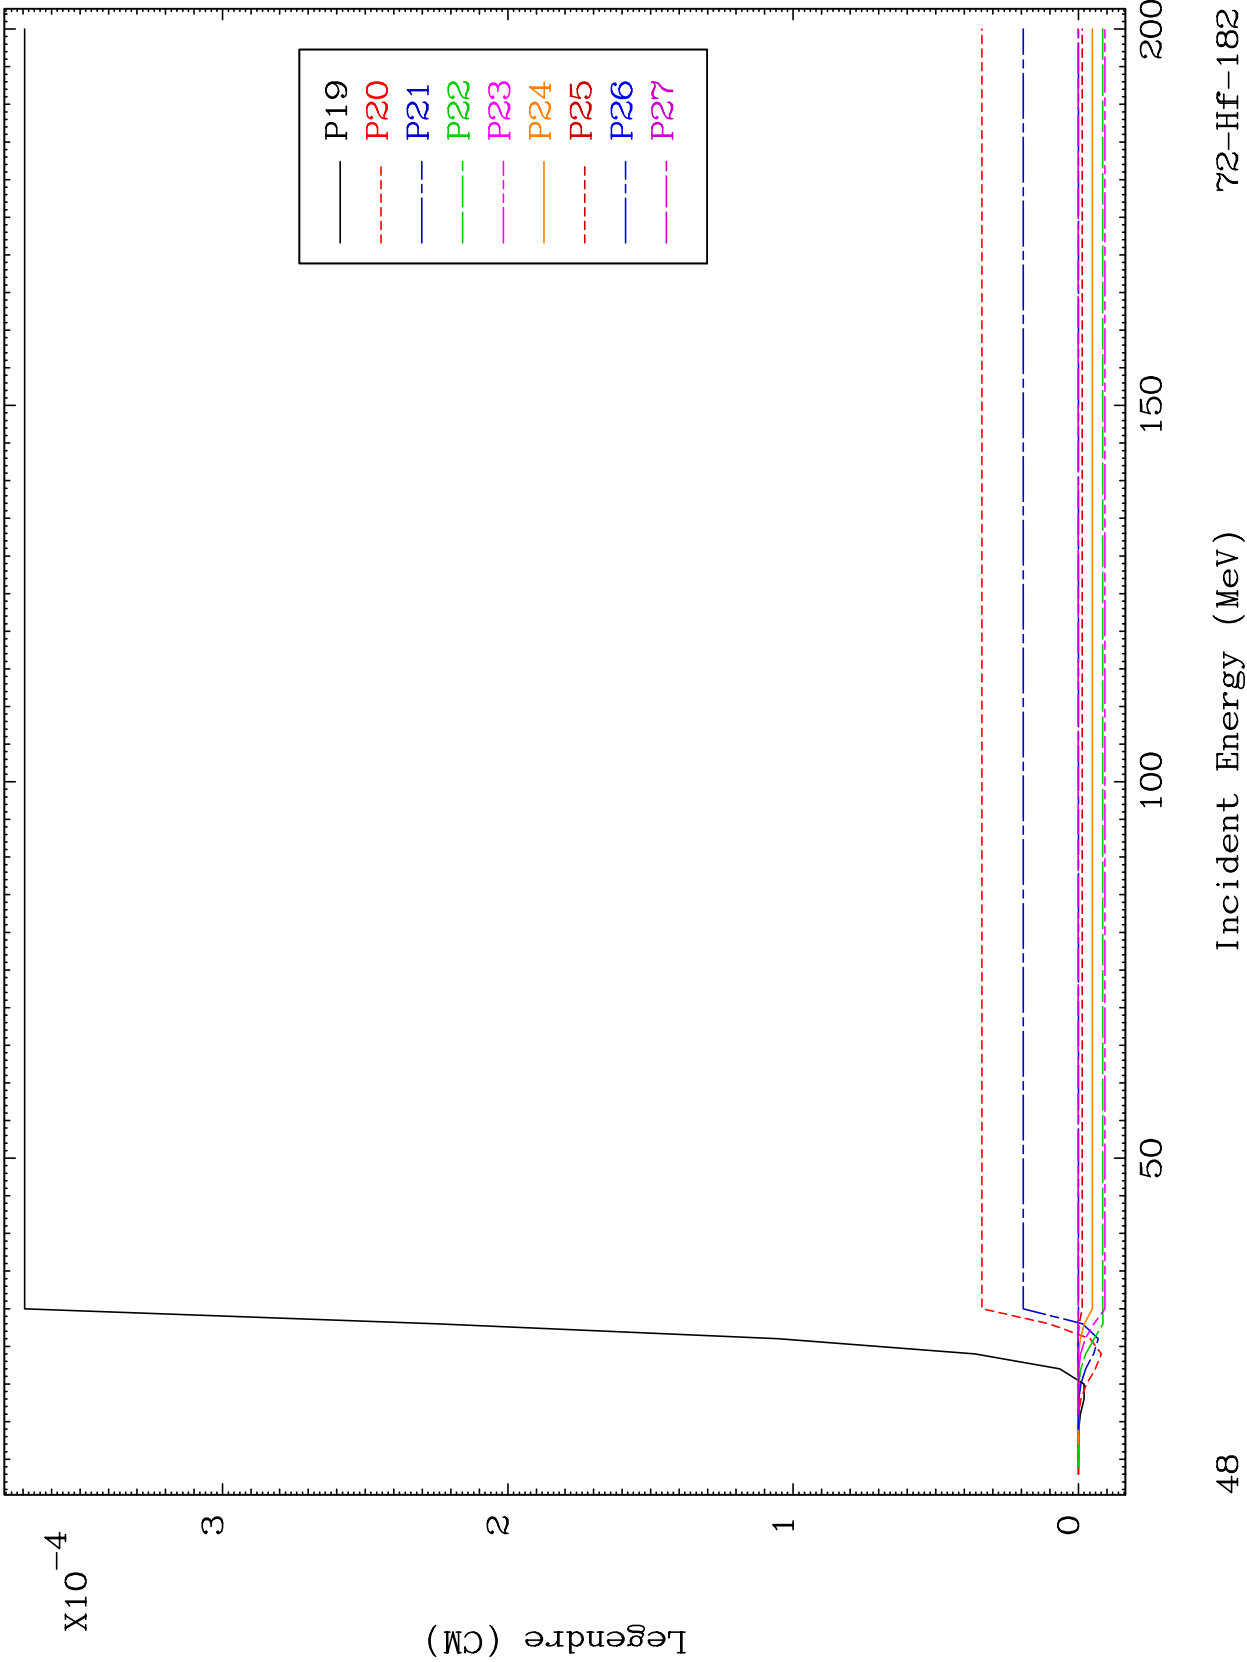 X10-4
Legendre (CM)
3
2
1
0
P19
P20
P21
P22
P23
P24
P25
P26
P27
50
100
150
200
48
Incident Energy (MeV)
72-Hf-182